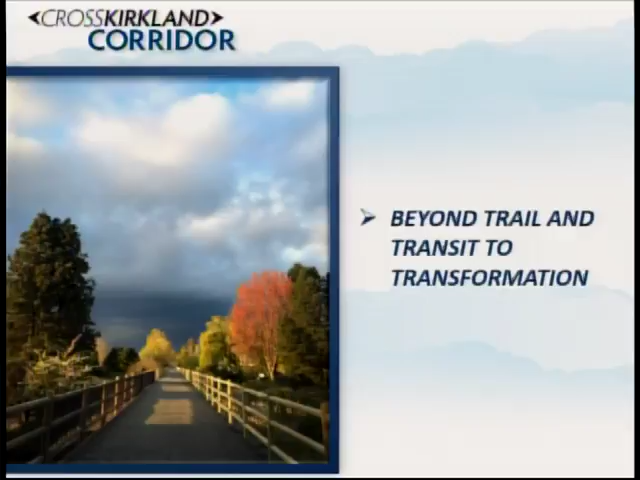 CROSSKIRKLAND
CORRIDOR
BEYOND TRAIL AND
TRANSIT TO
TRANSFORMATION